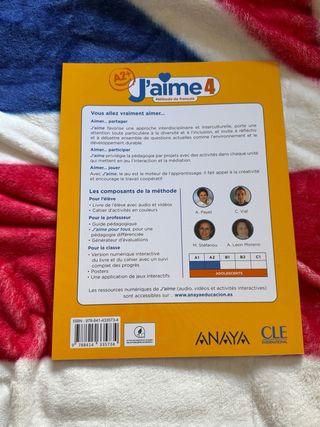 A2+
J'aime 4
Méthode de français
Vous allez vraiment aimer...
Aimer... partager
J'aime favorise une approche interdisciplinaire et interculturelle, porte une
attention toute particulière à la diversité et à l'inclusion, et invite à réfléchir
et à débattre ensemble de questions actuelles comme l'environnement et le
développement durable.
Aimer... participer
J'aime privilégie la pédagogie par projets avec des activités dans chaque unité
qui mettent en jeu l'interaction et la médiation.
Aimer... jouer
Avec J'aime, le jeu est le moteur de l'apprentissage: il fait appel à la créativité
et encourage le travail coopératif.
Les composants de la méthode
Pour l'élève
• Livre de l'élève avec audio et vidéos
• Cahier d'activités en couleurs
Pour le professeur
• Guide pédagogique
• J'aime pour tous, pour une
pédagogie différenciée
• Générateur d'évaluations
Pour la classe
• Version numérique interactive
du livre et du cahier avec un suivi
complet des progrès
• Posters
• Une application de jeux interactifs
A. Payet
C. Vial
M. Stefanou
A. Leon Moreno
A1 A2 B1 B2 C1
ADOLESCENTS
Les ressources numériques de J'aime (audio, vidéos et activités interactives)
sont accessibles sur : www.anayaeducacion.es
9 788414 335738
ANAYA
CLE
INTERNATIONAL